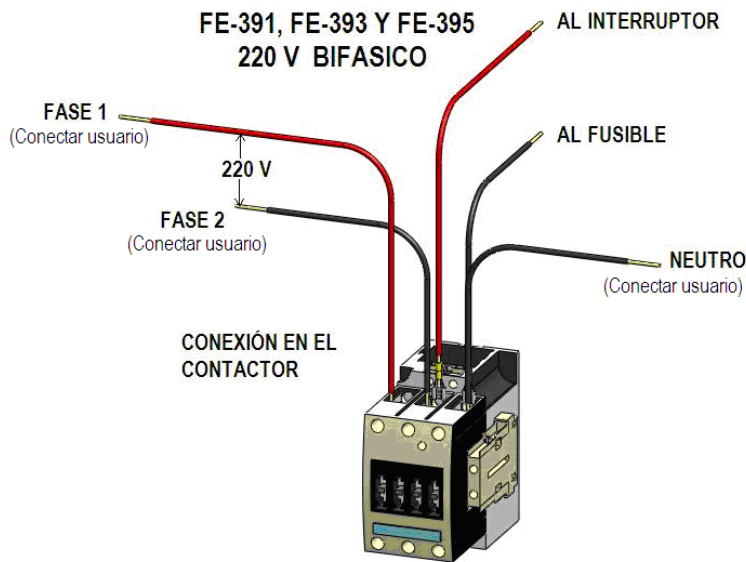 FE-391, FE-393 Y FE-395
220 V BIFASICO
AL INTERRUPTOR
FASE 1
(Conectar usuario)
AL FUSIBLE
220 V
FASE 2
(Conectar usuario)
NEUTRO
(Conectar usuario)
CONEXIÓN EN EL
CONTACTOR